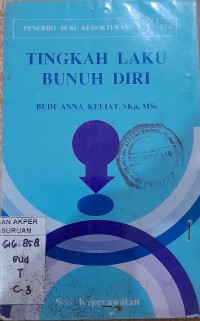 PENERBIT BUKU KEDOKTERAN
TINGKAH LAKU
BUNUH DIRI
BUDI ANNA KELIAT, SKp, MSc
AN AKPER
SURUAN
616.858
BUd
T
C-3
Keperawatan